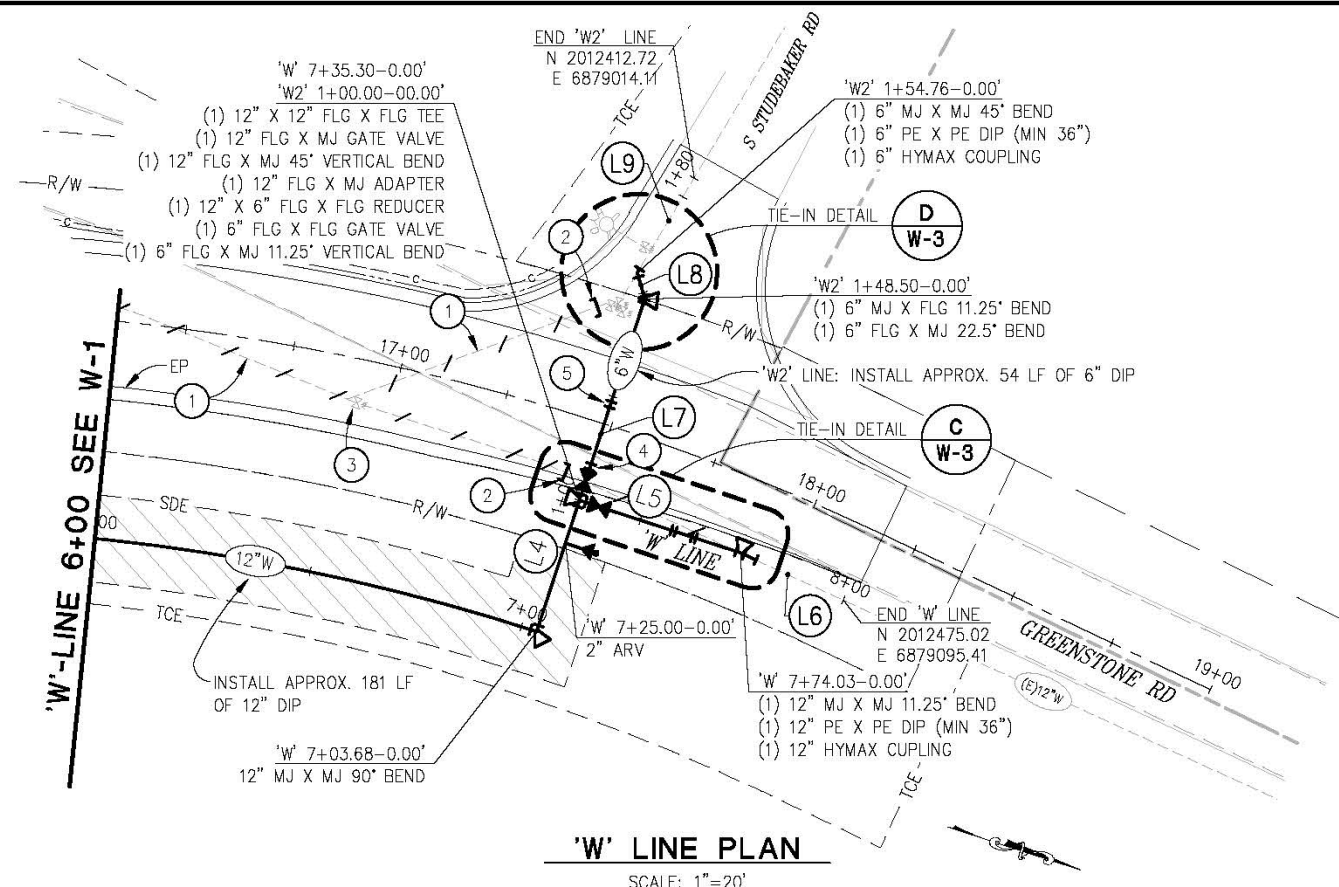 END 'W2' LINE
N 2012412.72
E 6879014.11
S STUDEBAKER RD
TCE
'W' 7+35.30-0.00'
'W2' 1+00.00-00.00'
(1) 12" X 12" FLG X FLG TEE
(1) 12" FLG X MJ GATE VALVE
(1) 12" FLG X MJ 45° VERTICAL BEND
(1) 12" FLG X MJ ADAPTER
(1) 12" X 6" FLG X FLG REDUCER
(1) 6" FLG X FLG GATE VALVE
(1) 6" FLG X MJ 11.25° VERTICAL BEND
'W2' 1+54.76-0.00'
(1) 6" MJ X MJ 45° BEND
(1) 6" PE X PE DIP (MIN 36")
(1) 6" HYMAX COUPLING
R/W
C
C
C
L9
1+80
2
TIE-IN DETAIL
D
W-3
L8
'W2' 1+48.50-0.00'
(1) 6" MJ X FLG 11.25° BEND
(1) 6" FLG X MJ 22.5° BEND
R/W
1
17+00
EP
1
6"W
5
'W2' LINE: INSTALL APPROX. 54 LF OF 6" DIP
L7
TIE-IN DETAIL
C
W-3
3
4
2
L5
18+00
'W'-LINE 6+00 SEE W-1
SDE
R/W
00
12"W
TCE
L4
'W' LINE
8+00
L6
7+00
'W' 7+25.00-0.00'
2" ARV
END 'W' LINE
N 2012475.02
E 6879095.41
GREENSTONE RD
19+00
(E)12"W
INSTALL APPROX. 181 LF
OF 12" DIP
'W' 7+74.03-0.00'
(1) 12" MJ X MJ 11.25° BEND
(1) 12" PE X PE DIP (MIN 36")
(1) 12" HYMAX CUPLING
'W' 7+03.68-0.00'
12" MJ X MJ 90° BEND
TCE
'W' LINE PLAN
SCALE: 1"=20'